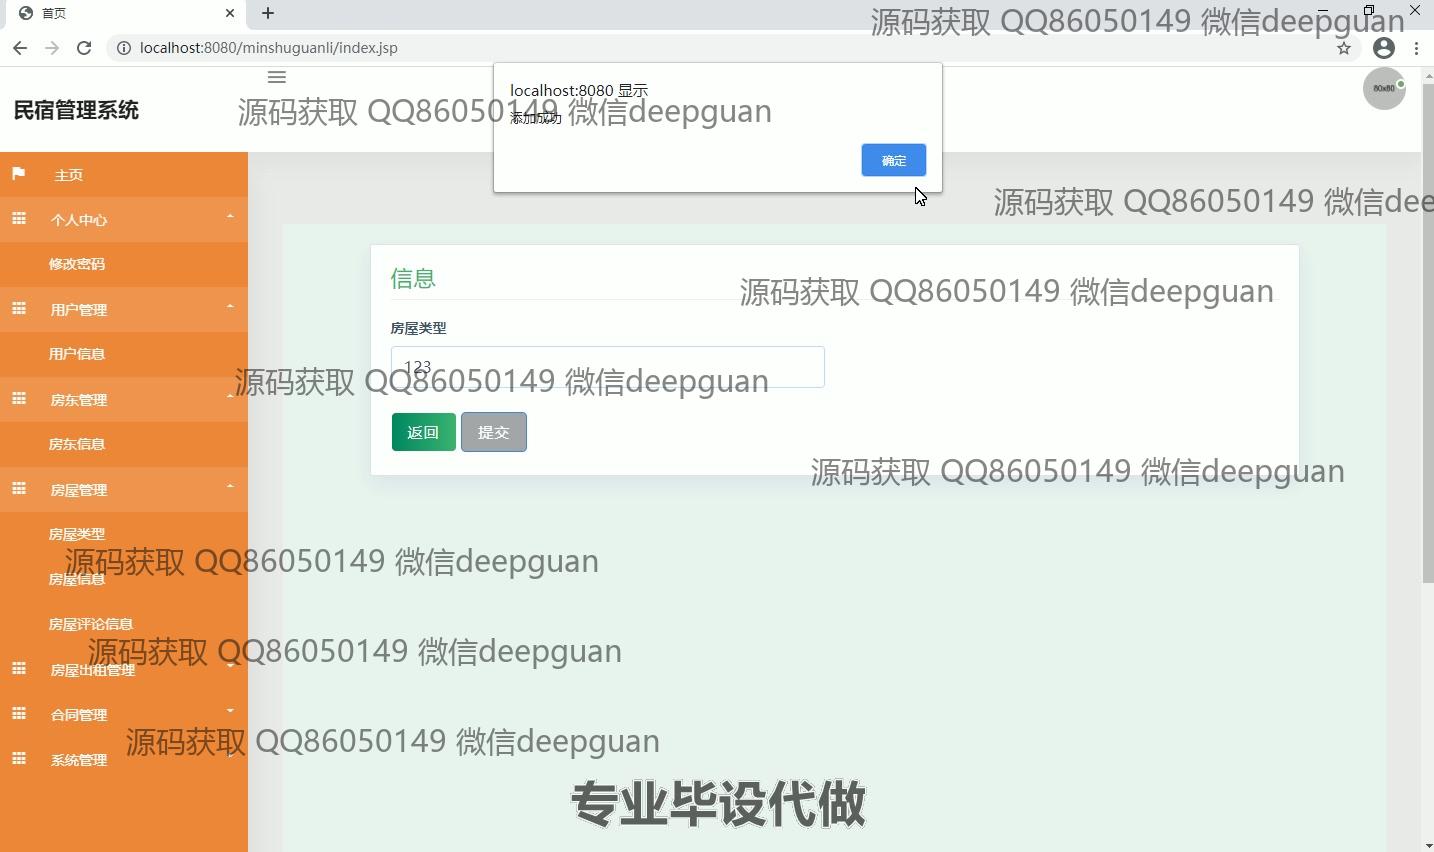 首页
源码获取 QQ86050149 微信deepguan
localhost:8080/minshuguanli/index.jsp
localhost:8080 显示
添加成功
确定
80x80
民宿管理系统
源码获取 QQ86050149 微信deepguan
主页
源码获取 QQ86050149 微信dee
个人中心
修改密码
信息
源码获取 QQ86050149 微信deepguan
用户管理
房屋类型
用户信息
123
源码获取 QQ86050149 微信deepguan
房东管理
返回 提交
房东信息
源码获取 QQ86050149 微信deepguan
房屋管理
房屋类型
源码获取 QQ86050149 微信deepguan
房屋信息
房屋评论信息
源码获取 QQ86050149 微信deepguan
房屋出租管理
合同管理
源码获取 QQ86050149 微信deepguan
系统管理
专业毕设代做